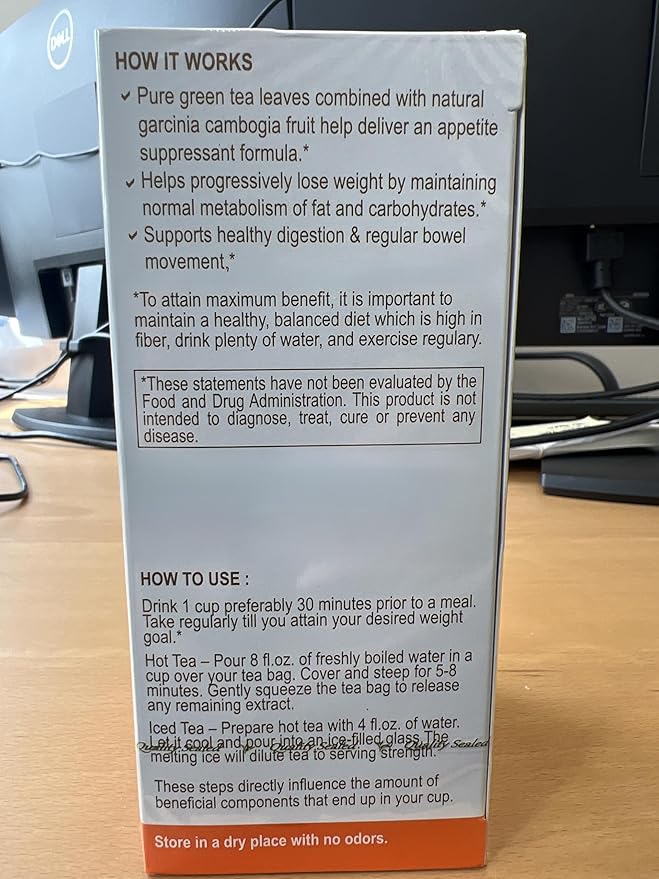 DELL
HOW IT WORKS
✓ Pure green tea leaves combined with natural
garcinia cambogia fruit help deliver an appetite
suppressant formula.*
✓ Helps progressively lose weight by maintaining
normal metabolism of fat and carbohydrates.*
✓ Supports healthy digestion & regular bowel
movement,*
*To attain maximum benefit, it is important to
maintain a healthy, balanced diet which is high in
fiber, drink plenty of water, and exercise regulary.
*These statements have not been evaluated by the
Food and Drug Administration. This product is not
intended to diagnose, treat, cure or prevent any
disease.
HOW TO USE :
Drink 1 cup preferably 30 minutes prior to a meal.
Take regularly till you attain your desired weight
goal.*
Hot Tea – Pour 8 fl.oz. of freshly boiled water in a
cup over your tea bag. Cover and steep for 5-8
minutes. Gently squeeze the tea bag to release
any remaining extract.
Iced Tea – Prepare hot tea with 4 fl.oz. of water.
Let it cool and pour into an ice-filled glass. The
Quality Sealed Quality Sealed Quality Sealed
melting ice will dilute tea to serving strength.
These steps directly influence the amount of
beneficial components that end up in your cup.
Store in a dry place with no odors.